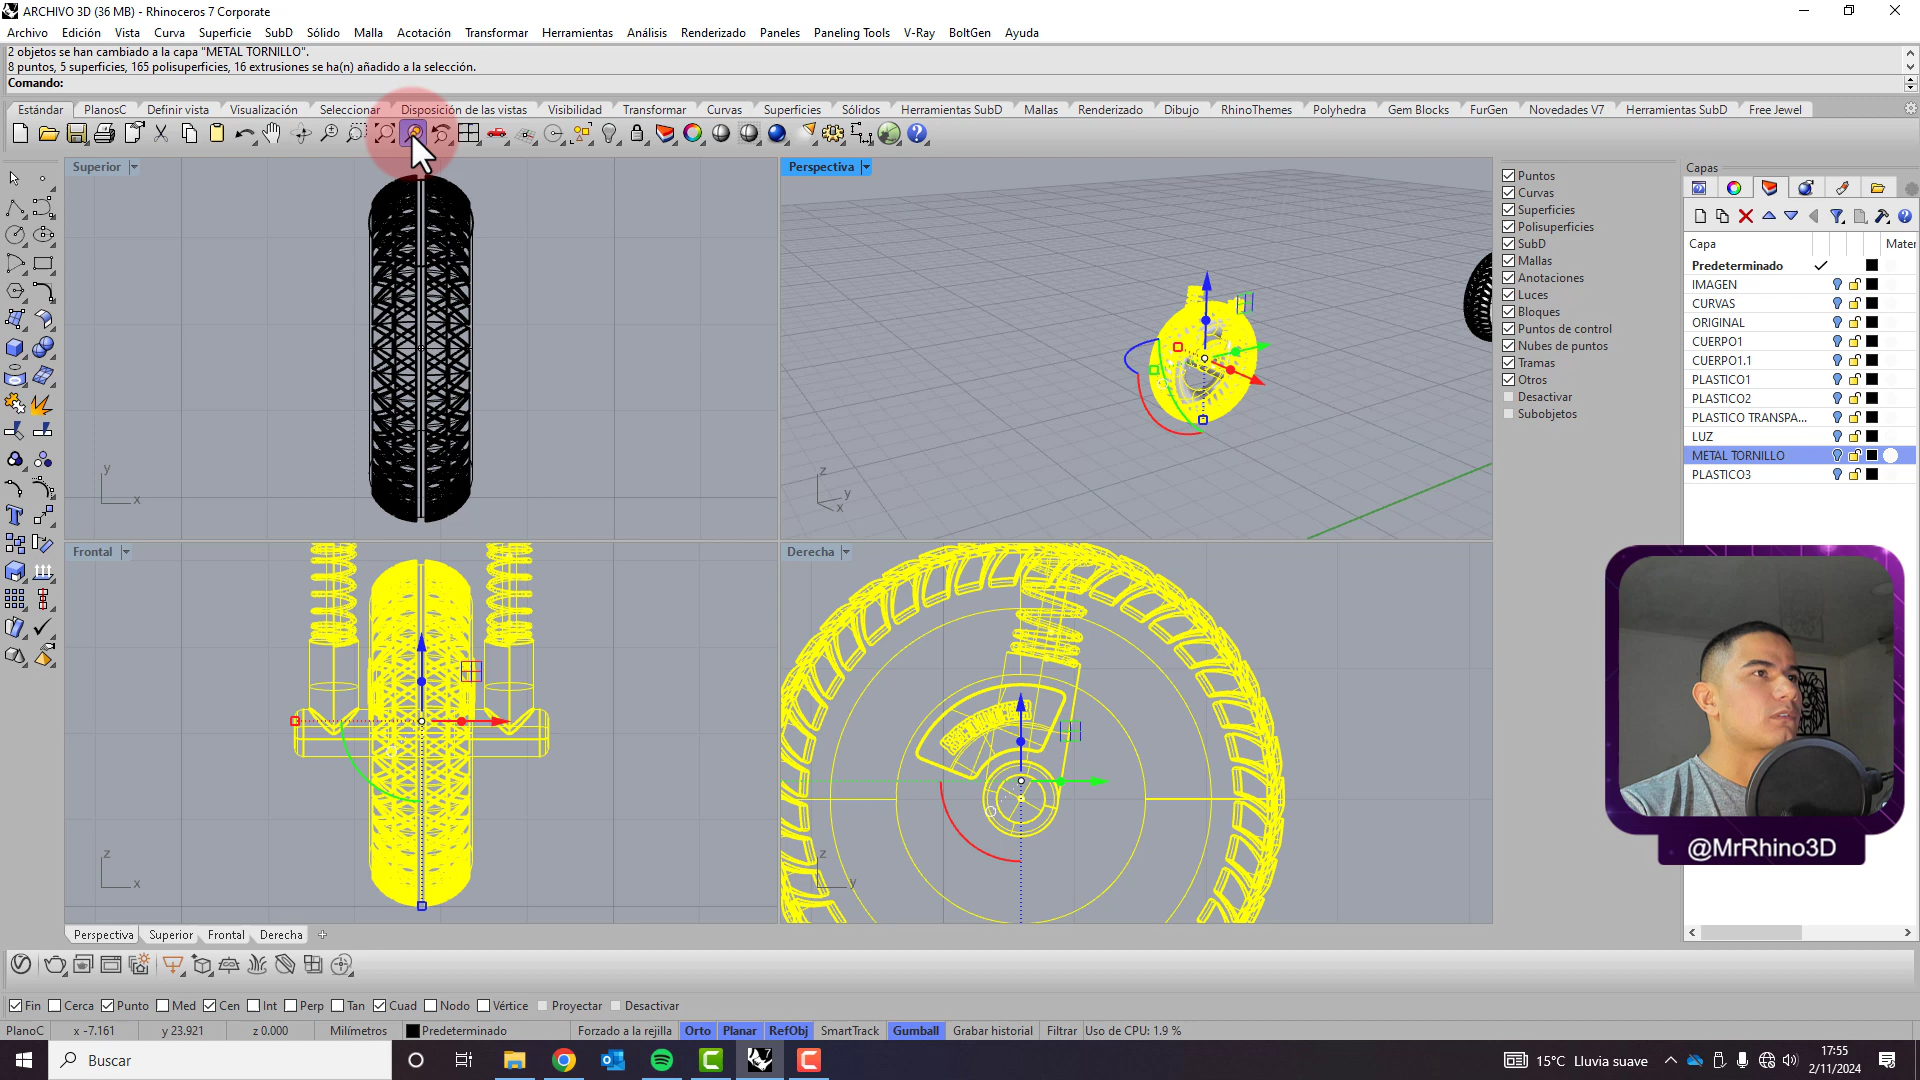 ARCHIVO 3D (36 MB) - Rhinoceros 7 Corporate
Archivo Edición Vista Curva Superficie SubD Sólido Malla Acotación Transformar Herramientas Análisis Renderizado Paneles Paneling Tools V-Ray BoltGen Ayuda
2 objetos se han cambiado a la capa "METAL TORNILLO".
8 puntos, 5 superficies, 165 polisuperficies, 16 extrusiones se ha(n) añadido a la selección.
Comando:
Estándar PlanosC Definir vista Visualización Seleccionar Disposición de las vistas Visibilidad Transformar Curvas Superficies Sólidos Herramientas SubD Mallas Renderizado Dibujo RhinoThemes Polyhedra Gem Blocks FurGen Novedades V7 Herramientas SubD Free Jewel
Superior
Perspectiva
Frontal
Derecha
y
x
z
y
x
z
x
z
y
Puntos
Curvas
Superficies
Polisuperficies
SubD
Mallas
Anotaciones
Luces
Bloques
Puntos de control
Nubes de puntos
Tramas
Otros
Desactivar
Subobjetos
Capas
Capa Mater
Predeterminado
IMAGEN
CURVAS
ORIGINAL
CUERPO1
CUERPO1.1
PLASTICO1
PLASTICO2
PLASTICO TRANSPA...
LUZ
METAL TORNILLO
PLASTICO3
@MrRhino3D
Perspectiva Superior Frontal Derecha
Fin Cerca Punto Med Cen Int Perp Tan Cuad Nodo Vértice Proyectar Desactivar
PlanoC x -7.161 y 23.921 z 0.000 Milímetros Predeterminado Forzado a la rejilla Orto Planar RefObj SmartTrack Gumball Grabar historial Filtrar Uso de CPU: 1.9 %
Buscar
15°C Lluvia suave
17:55
2/11/2024